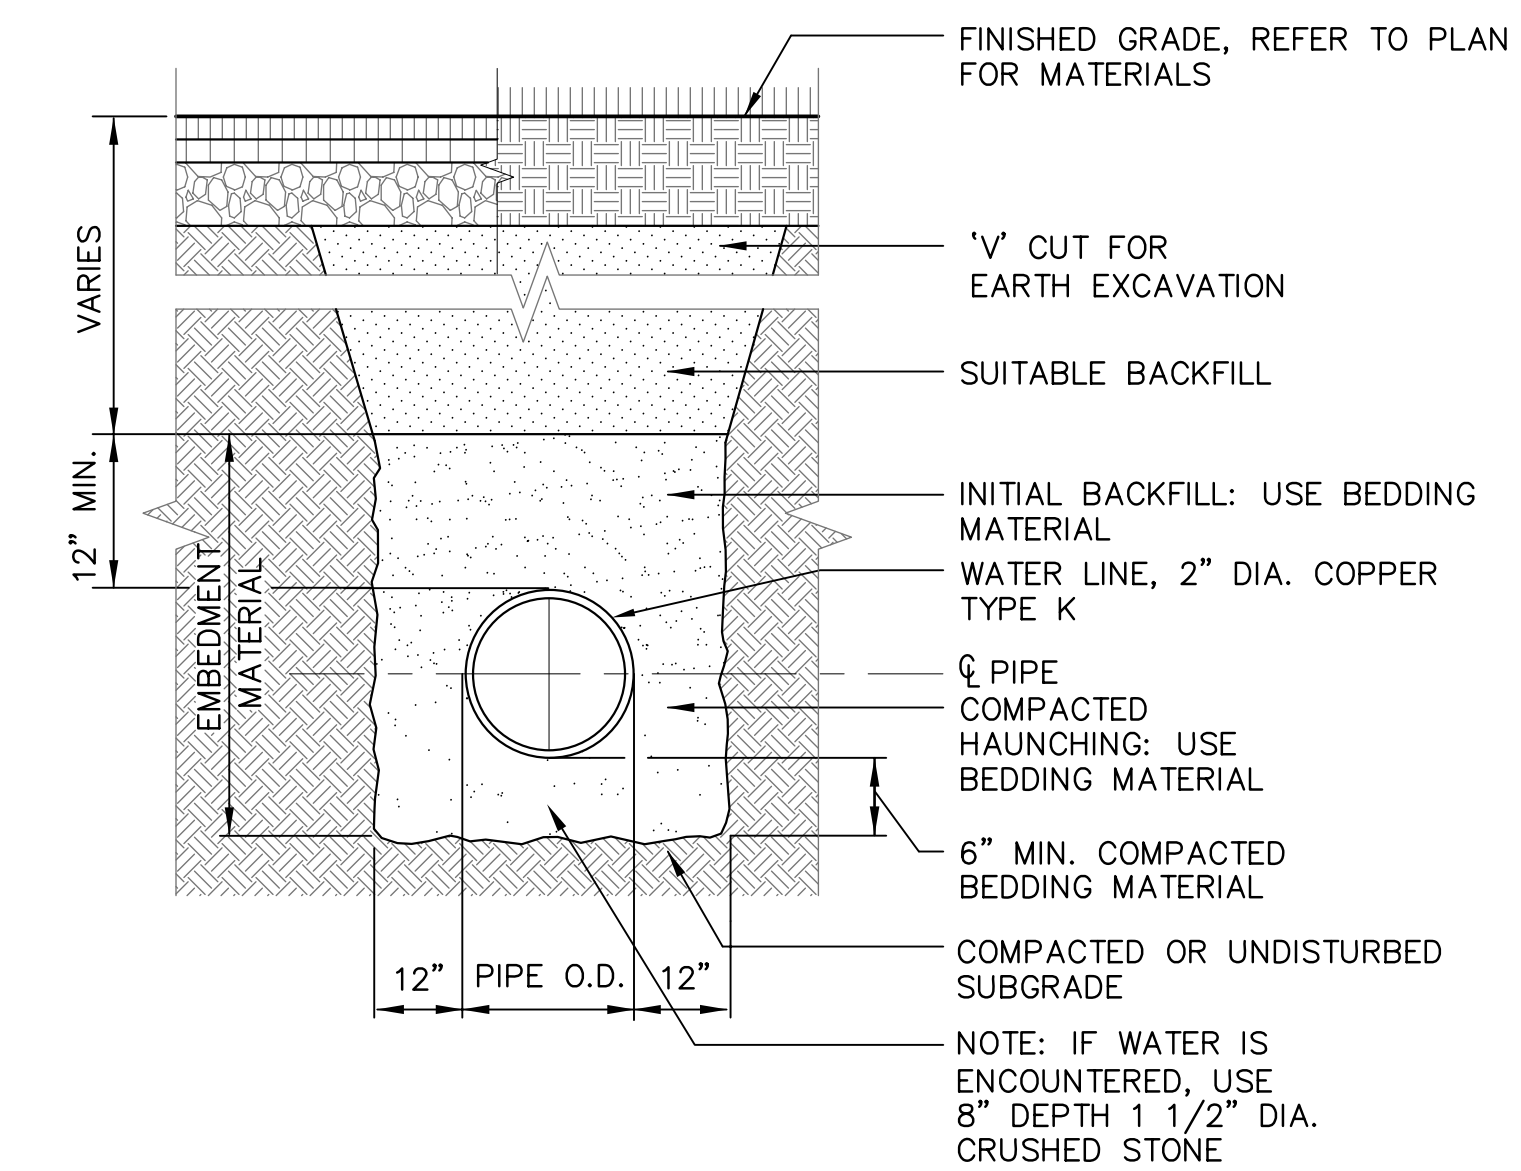 FINISHED GRADE, REFER TO PLAN
FOR MATERIALS
‘V’ CUT FOR
EARTH EXCAVATION
VARIES
SUITABLE BACKFILL
12” MIN.
INITIAL BACKFILL: USE BEDDING
MATERIAL
WATER LINE, 2” DIA. COPPER
TYPE K
EMBEDMENT
MATERIAL
℄ PIPE
COMPACTED
HAUNCHING: USE
BEDDING MATERIAL
6” MIN. COMPACTED
BEDDING MATERIAL
COMPACTED OR UNDISTURBED
SUBGRADE
12”
PIPE O.D.
12”
NOTE: IF WATER IS
ENCOUNTERED, USE
8” DEPTH 1 1/2” DIA.
CRUSHED STONE